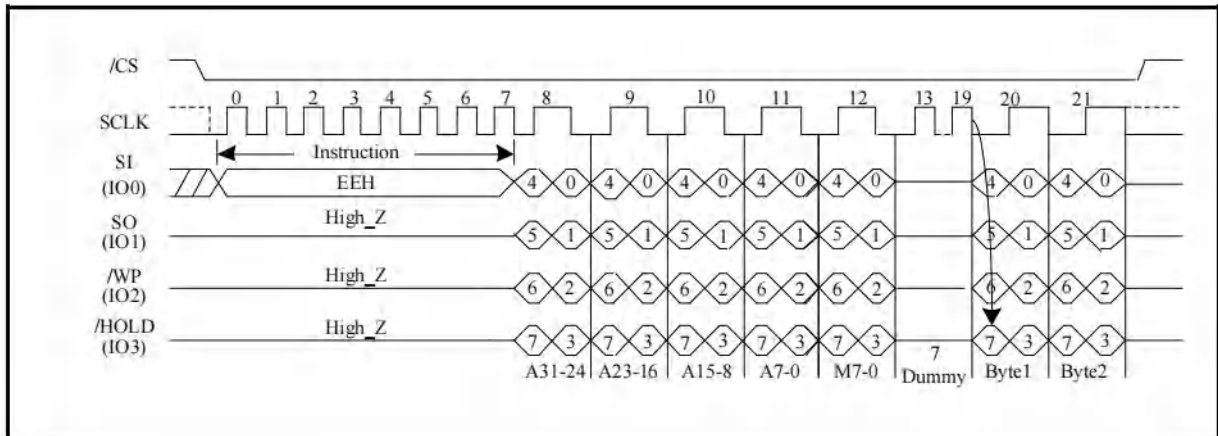 /CS
0 1 2 3 4 5 6 7 8 9 10 11 12 13 19 20 21
SCLK
Instruction
SI
(IO0)
EEH
4 0 4 0 4 0 4 0 4 0 4 0 4 0
High_Z
SO
(IO1)
5 1 5 1 5 1 5 1 5 1 5 1 5 1
High_Z
/WP
(IO2)
6 2 6 2 6 2 6 2 6 2 6 2 6 2
High_Z
/HOLD
(IO3)
7 3 7 3 7 3 7 3 7 3 7 3 7 3
7
A31-24 A23-16 A15-8 A7-0 M7-0 Dummy Byte1 Byte2